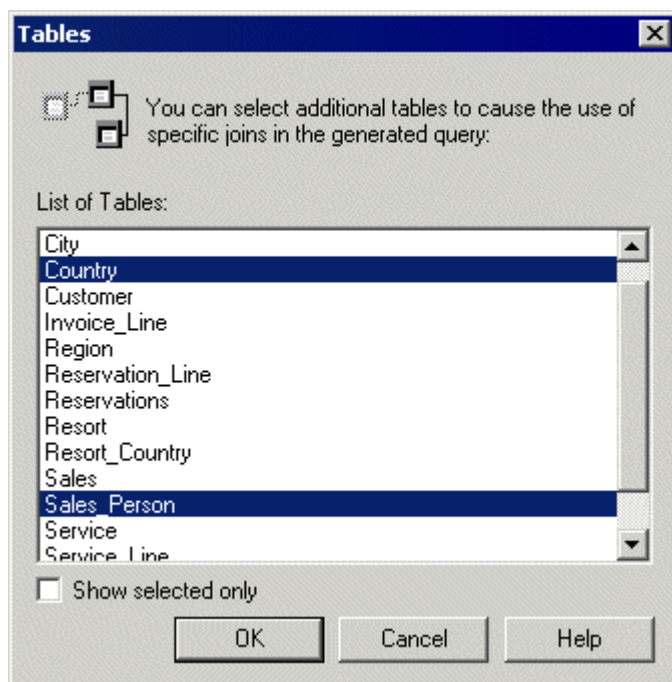 Tables
You can select additional tables to cause the use of
specific joins in the generated query:
List of Tables:
City
Country
Customer
Invoice_Line
Region
Reservation_Line
Reservations
Resort
Resort_Country
Sales
Sales_Person
Service
Service_Line
Show selected only
OK
Cancel
Help